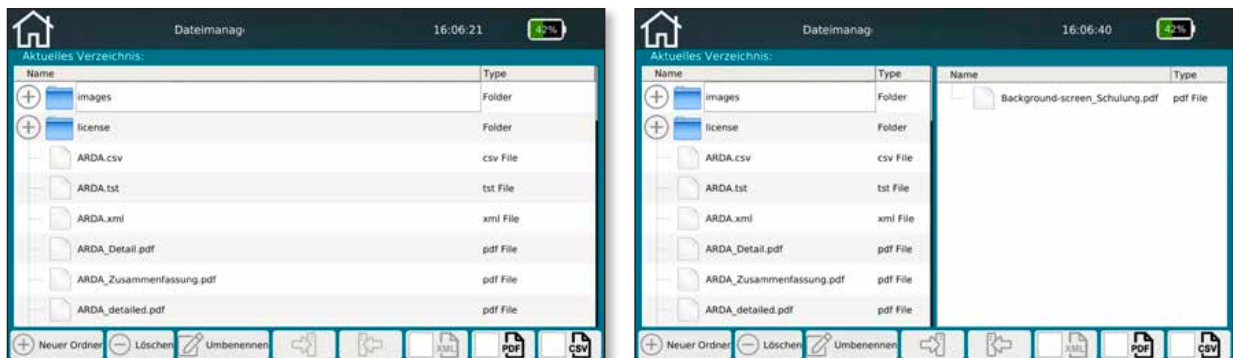 Dateimanag
16:06:21
42%
Aktuelles Verzeichnis:
Name Type
images Folder
license Folder
ARDA.csv csv File
ARDA.tst tst File
ARDA.xml xml File
ARDA_Detail.pdf pdf File
ARDA_Zusammenfassung.pdf pdf File
ARDA_detailed.pdf pdf File
Neuer Ordner Löschen Umbenennen XML PDF CSV
Dateimanag
16:06:40
42%
Aktuelles Verzeichnis:
Name Type
images Folder
license Folder
ARDA.csv csv File
ARDA.tst tst File
ARDA.xml xml File
ARDA_Detail.pdf pdf File
ARDA_Zusammenfassung.pdf pdf File
ARDA_detailed.pdf pdf File
Name Type
Background-screen_Schulung.pdf pdf File
Neuer Ordner Löschen Umbenennen XML PDF CSV